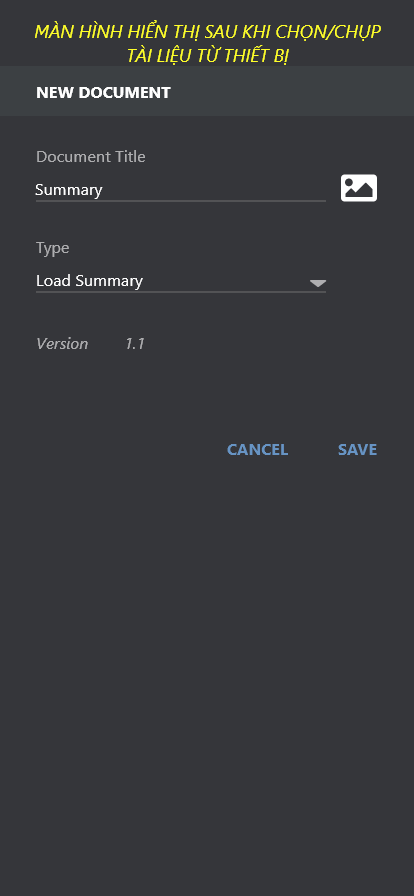 MÀN HÌNH HIỂN THỊ SAU KHI CHỌN/CHỤP
TÀI LIỆU TỪ THIẾT BỊ
NEW DOCUMENT
Document Title
Summary
Type
Load Summary
Version 1.1
CANCEL SAVE